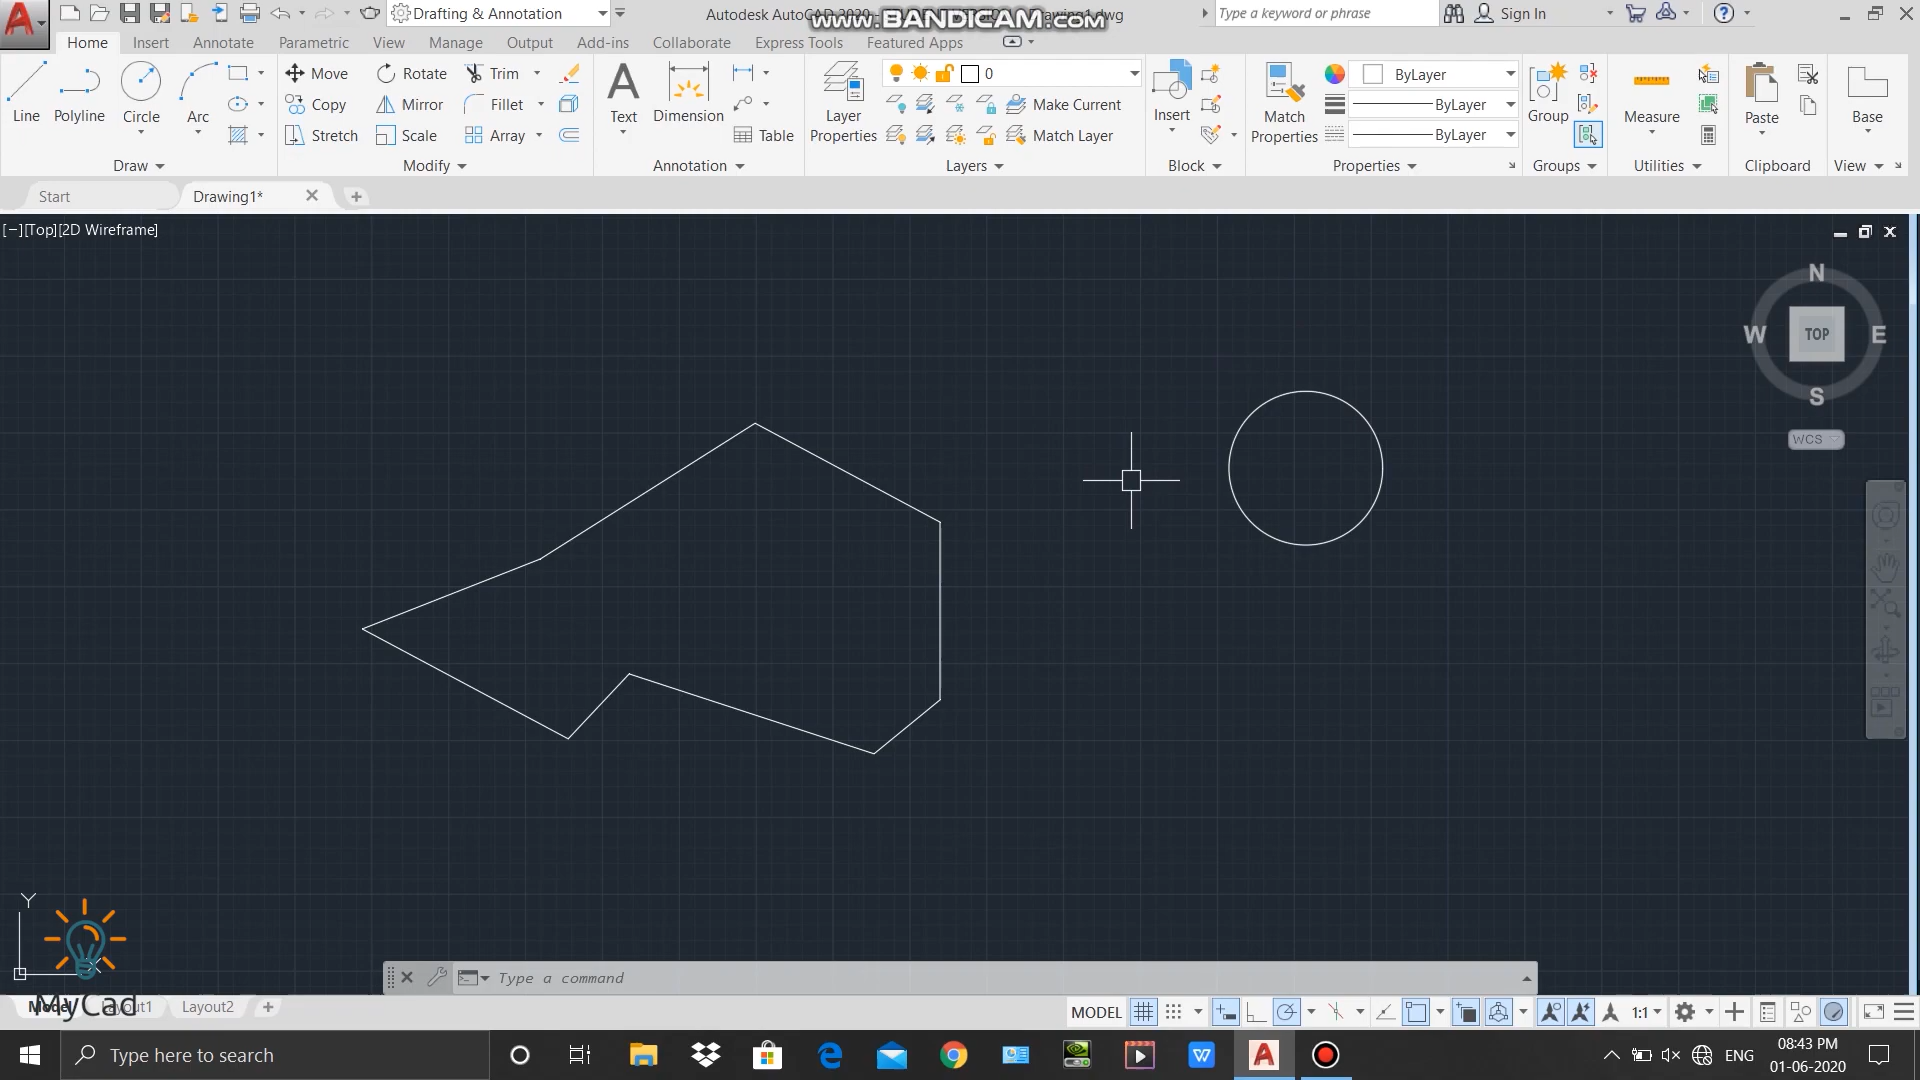 Drafting & Annotation
Autodesk AutoCAD 2020
Drawing1.dwg
www.BANDICAM.com
Type a keyword or phrase
Sign In
Home Insert Annotate Parametric View Manage Output Add-ins Collaborate Express Tools Featured Apps
Line Polyline Circle Arc
Move Rotate Trim
Copy Mirror Fillet
Stretch Scale Array
Text Dimension
Table
Layer Properties
0
Make Current
Match Layer
Insert
Match Properties
ByLayer
ByLayer
ByLayer
Group Measure Paste Base
Draw Modify Annotation Layers Block Properties Groups Utilities Clipboard View
Start Drawing1*
[−][Top][2D Wireframe]
N
W TOP E
S
WCS
Y
X
Type a command
MyCad
Model Layout1 Layout2
MODEL 1:1
Type here to search
ENG
08:43 PM
01-06-2020